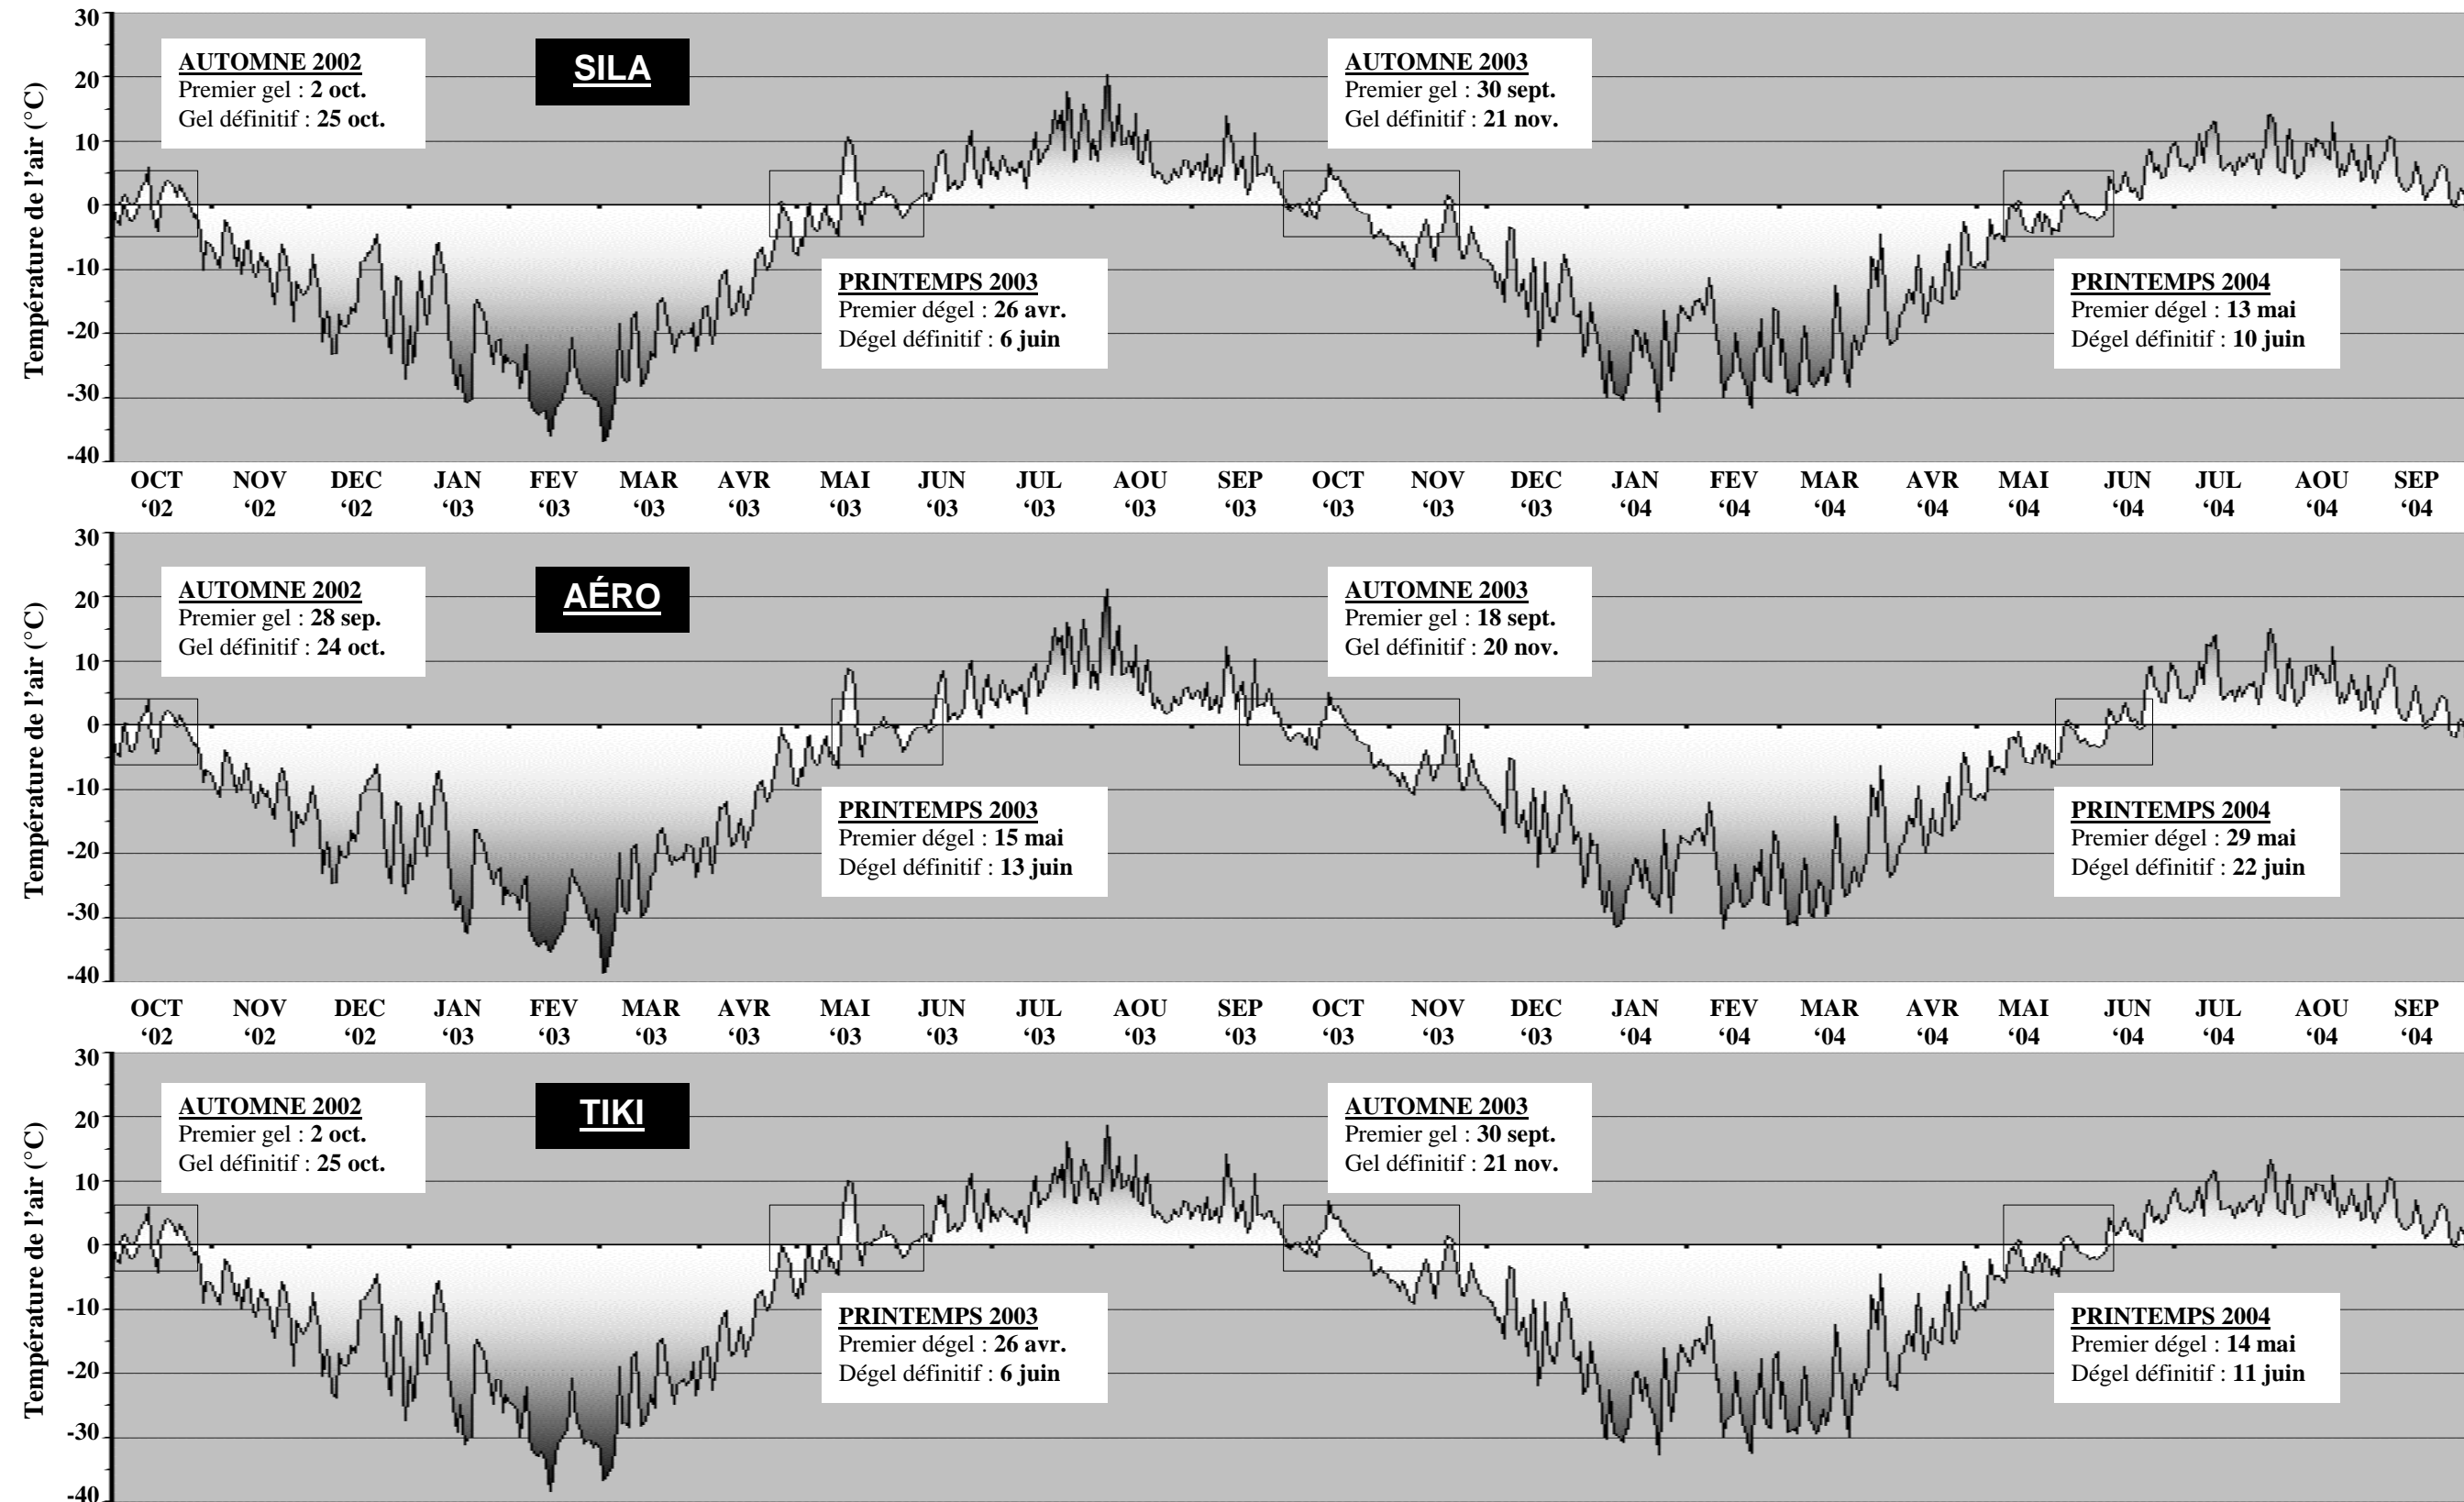 Température de l'air (°C)
30
20
10
0
-10
-20
-30
-40
AUTOMNE 2002
Premier gel : 2 oct.
Gel définitif : 25 oct.
SILA
AUTOMNE 2003
Premier gel : 30 sept.
Gel définitif : 21 nov.
PRINTEMPS 2003
Premier dégel : 26 avr.
Dégel définitif : 6 juin
PRINTEMPS 2004
Premier dégel : 13 mai
Dégel définitif : 10 juin
OCT NOV DEC JAN FEV MAR AVR MAI JUN JUL AOU SEP OCT NOV DEC JAN FEV MAR AVR MAI JUN JUL AOU SEP
‘02 ‘02 ‘02 ‘03 ‘03 ‘03 ‘03 ‘03 ‘03 ‘03 ‘03 ‘03 ‘03 ‘03 ‘03 ‘04 ‘04 ‘04 ‘04 ‘04 ‘04 ‘04 ‘04 ‘04
Température de l'air (°C)
30
20
10
0
-10
-20
-30
-40
AUTOMNE 2002
Premier gel : 28 sep.
Gel définitif : 24 oct.
AÉRO
AUTOMNE 2003
Premier gel : 18 sept.
Gel définitif : 20 nov.
PRINTEMPS 2003
Premier dégel : 15 mai
Dégel définitif : 13 juin
PRINTEMPS 2004
Premier dégel : 29 mai
Dégel définitif : 22 juin
OCT NOV DEC JAN FEV MAR AVR MAI JUN JUL AOU SEP OCT NOV DEC JAN FEV MAR AVR MAI JUN JUL AOU SEP
‘02 ‘02 ‘02 ‘03 ‘03 ‘03 ‘03 ‘03 ‘03 ‘03 ‘03 ‘03 ‘03 ‘03 ‘03 ‘04 ‘04 ‘04 ‘04 ‘04 ‘04 ‘04 ‘04 ‘04
Température de l'air (°C)
30
20
10
0
-10
-20
-30
-40
AUTOMNE 2002
Premier gel : 2 oct.
Gel définitif : 25 oct.
TIKI
AUTOMNE 2003
Premier gel : 30 sept.
Gel définitif : 21 nov.
PRINTEMPS 2003
Premier dégel : 26 avr.
Dégel définitif : 6 juin
PRINTEMPS 2004
Premier dégel : 14 mai
Dégel définitif : 11 juin